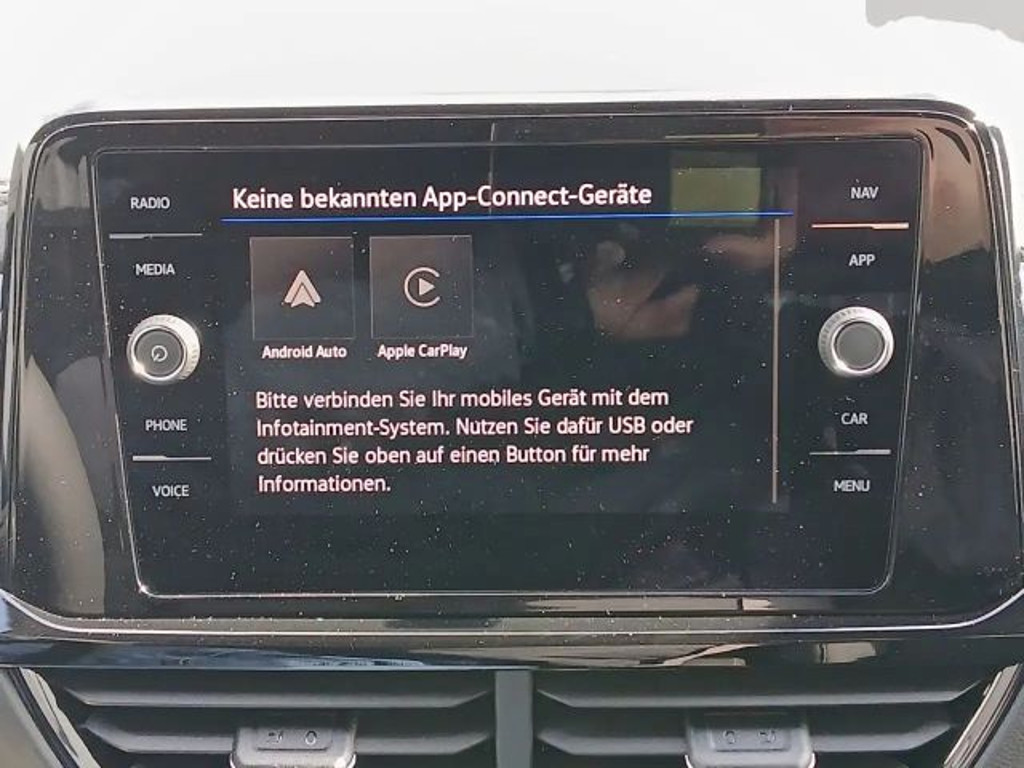 RADIO
MEDIA
PHONE
VOICE
Keine bekannten App-Connect-Geräte
Android Auto
Apple CarPlay
Bitte verbinden Sie Ihr mobiles Gerät mit dem
Infotainment-System. Nutzen Sie dafür USB oder
drücken Sie oben auf einen Button für mehr
Informationen.
NAV
APP
CAR
MENU